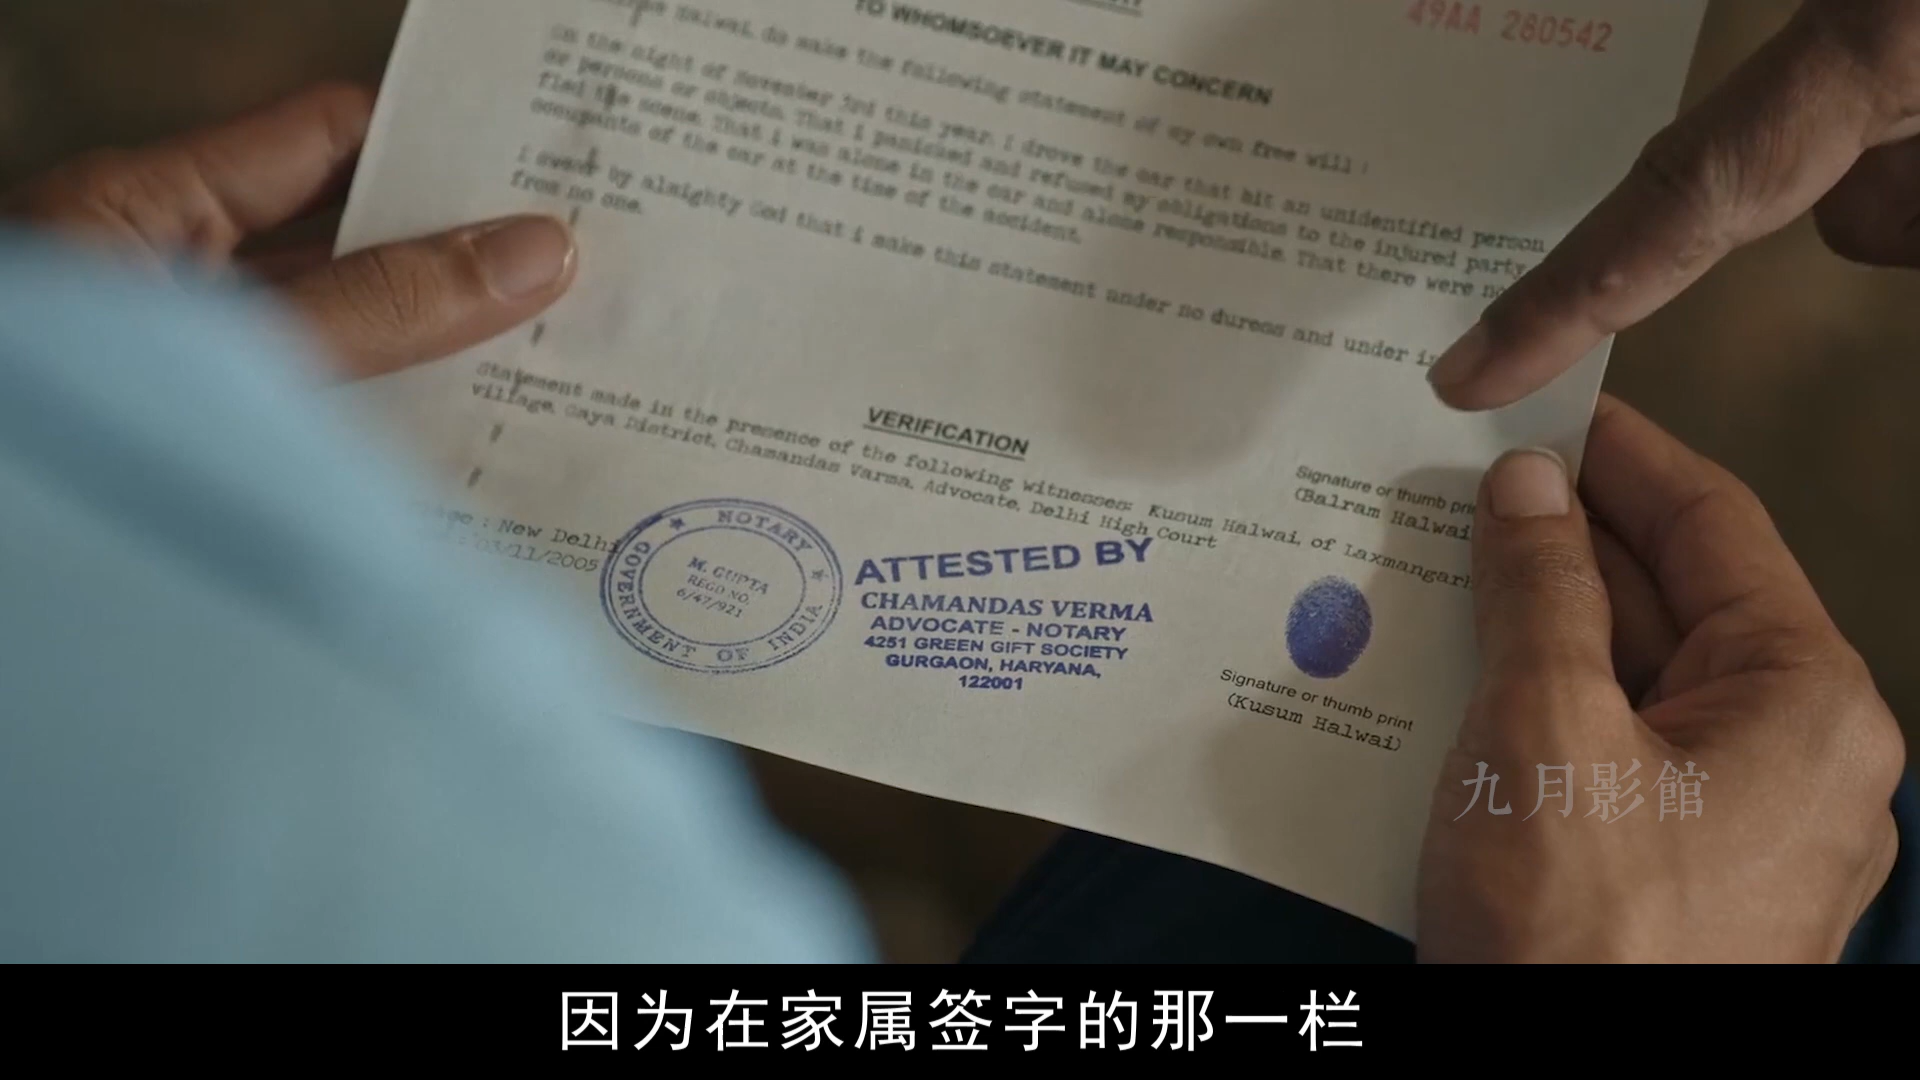 49AA 280542
TO WHOMSOEVER IT MAY CONCERN
Halwai, do make the following statement of my own free will :
On the night of November 3rd this year, I drove the car that hit an unidentified person
or persons or objects. That i panicked and refused my obligations to the injured party
fled the scene. That i was alone in the car and alone responsible. That there were no
occupants of the car at the time of the accident.
I swear by almighty God that i make this statement under no duress and under
from no one.
VERIFICATION
Statement made in the presence of the following witnesses: Kusum Halwai, of Laxmangarh
village, Gaya District, Chamandas Varma, Advocate, Delhi High Court
Signature or thumb print
(Balram Halwai
: New Delhi
03/11/2005
NOTARY
GOVERNMENT OF INDIA
M. GUPTA
REGD NO.
6/47/921
ATTESTED BY
CHAMANDAS VERMA
ADVOCATE - NOTARY
4251 GREEN GIFT SOCIETY
GURGAON, HARYANA,
122001
Signature or thumb print
(Kusum Halwai)
九月影館
因为在家属签字的那一栏